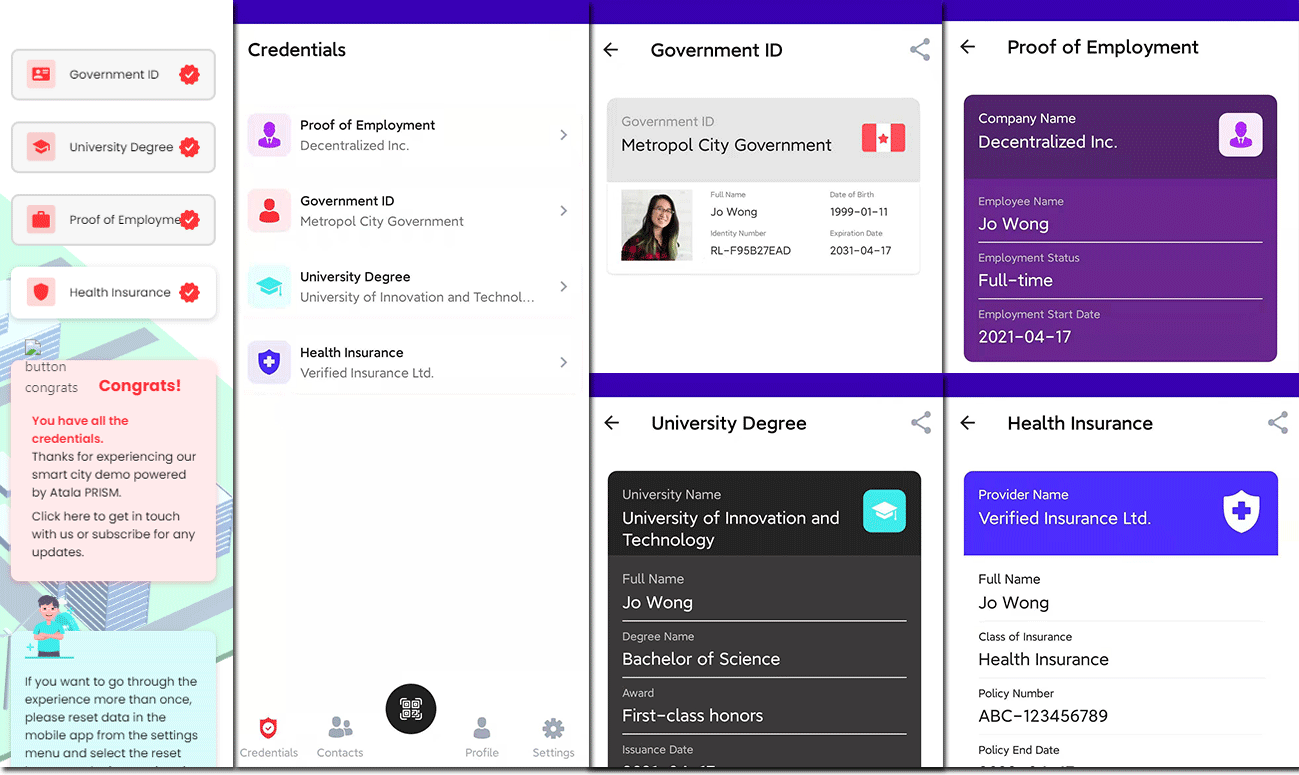 Government ID
University Degree
Proof of Employme
Health Insurance
button
congrats
Congrats!
You have all the
credentials.
Thanks for experiencing our
smart city demo powered
by Atala PRISM.
Click here to get in touch
with us or subscribe for any
updates.
If you want to go through the
experience more than once,
please reset data in the
mobile app from the settings
menu and select the reset
Credentials
Proof of Employment
Decentralized Inc.
Government ID
Metropol City Government
University Degree
University of Innovation and Technol...
Health Insurance
Verified Insurance Ltd.
Credentials
Contacts
Profile
Settings
Government ID
Government ID
Metropol City Government
Full Name
Jo Wong
Date of Birth
1999-01-11
Identity Number
RL-F95B27EAD
Expiration Date
2031-04-17
Proof of Employment
Company Name
Decentralized Inc.
Employee Name
Jo Wong
Employment Status
Full-time
Employment Start Date
2021-04-17
University Degree
University Name
University of Innovation and
Technology
Full Name
Jo Wong
Degree Name
Bachelor of Science
Award
First-class honors
Issuance Date
Health Insurance
Provider Name
Verified Insurance Ltd.
Full Name
Jo Wong
Class of Insurance
Health Insurance
Policy Number
ABC-123456789
Policy End Date